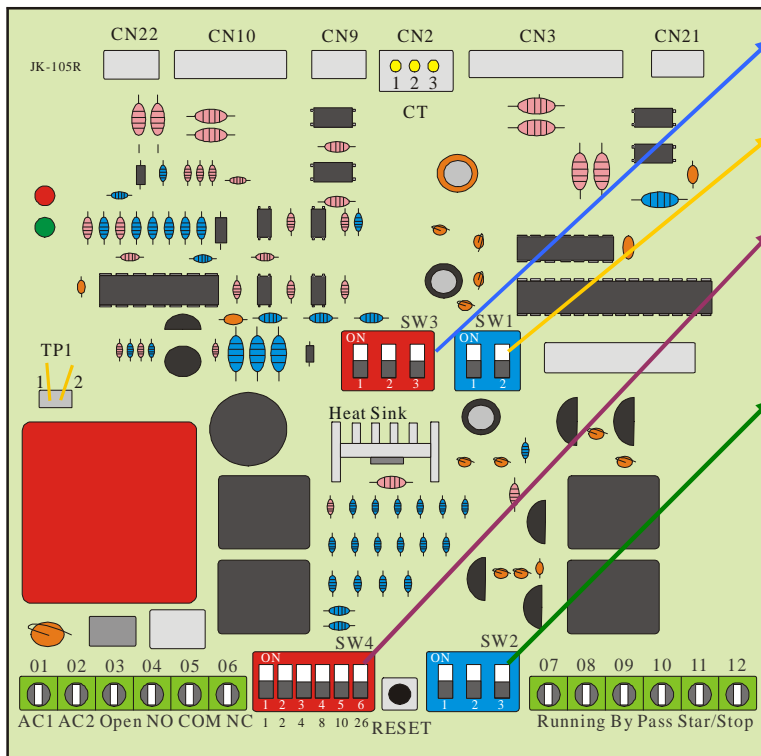 CN22 CN10 CN9 CN2 CN3 CN21
JK-105R
1 2 3
CT
SW3 SW1
ON ON
1 2 3 1 2
TP1
1 2
Heat Sink
SW4 SW2
ON ON
1 2 3 4 5 6 1 2 3
01 02 03 04 05 06 07 08 09 10 11 12
1 2 4 8 10 26
AC1 AC2 Open NO COM NC RESET Running By Pass Star/Stop